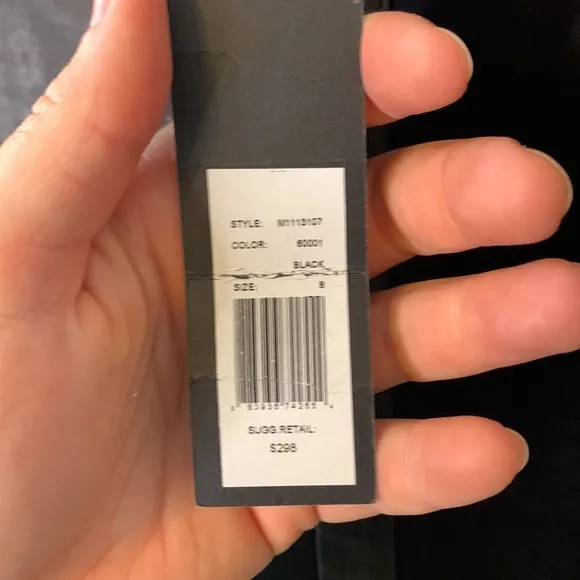 STYLE: M1113107
COLOR: 60001
BLACK
SIZE: 8
SUGG.RETAIL:
$298